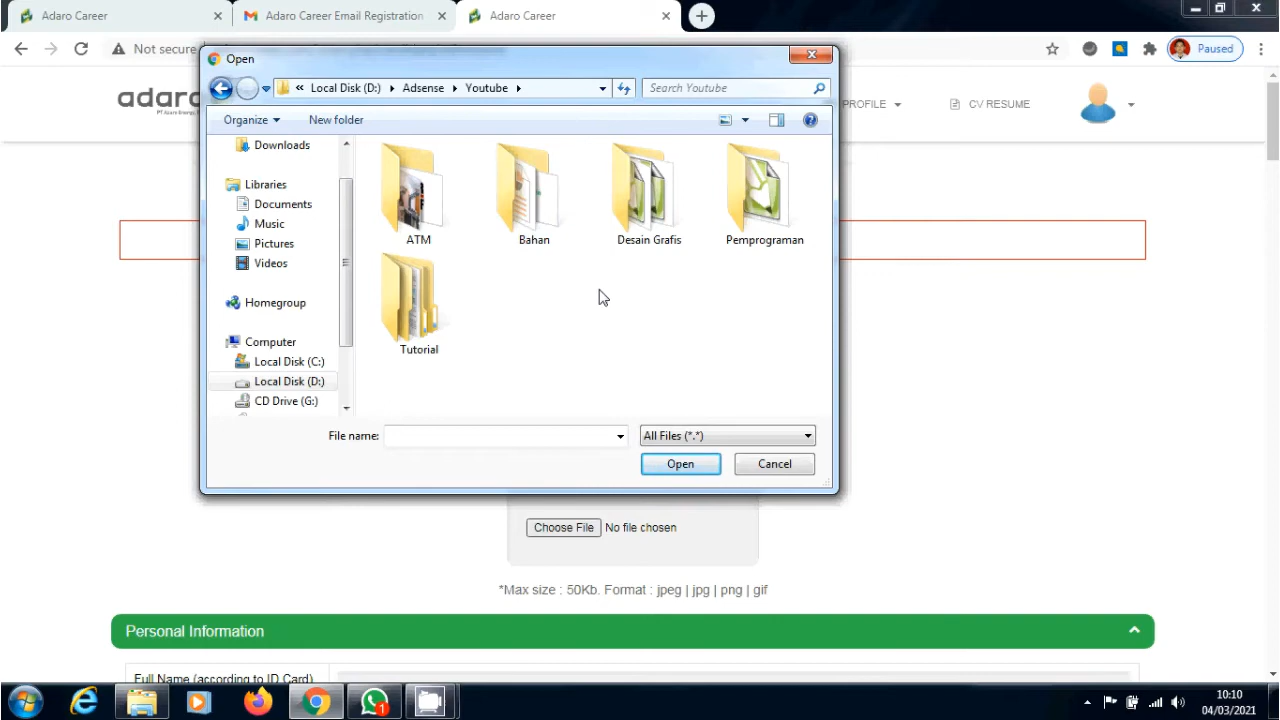 Adaro Career
Adaro Career Email Registration
Adaro Career
Not secure
Paused
Open
« Local Disk (D:) Adsense Youtube
Search Youtube
Organize
New folder
adaro
PROFILE
CV RESUME
Downloads
Libraries
Documents
Music
Pictures
Videos
Homegroup
Computer
Local Disk (C:)
Local Disk (D:)
CD Drive (G:)
ATM
Bahan
Desain Grafis
Pemprograman
Tutorial
File name:
All Files (*.*)
Open
Cancel
Choose File No file chosen
*Max size : 50Kb. Format : jpeg | jpg | png | gif
Personal Information
Full Name (according to ID Card)
1
10:10
04/03/2021